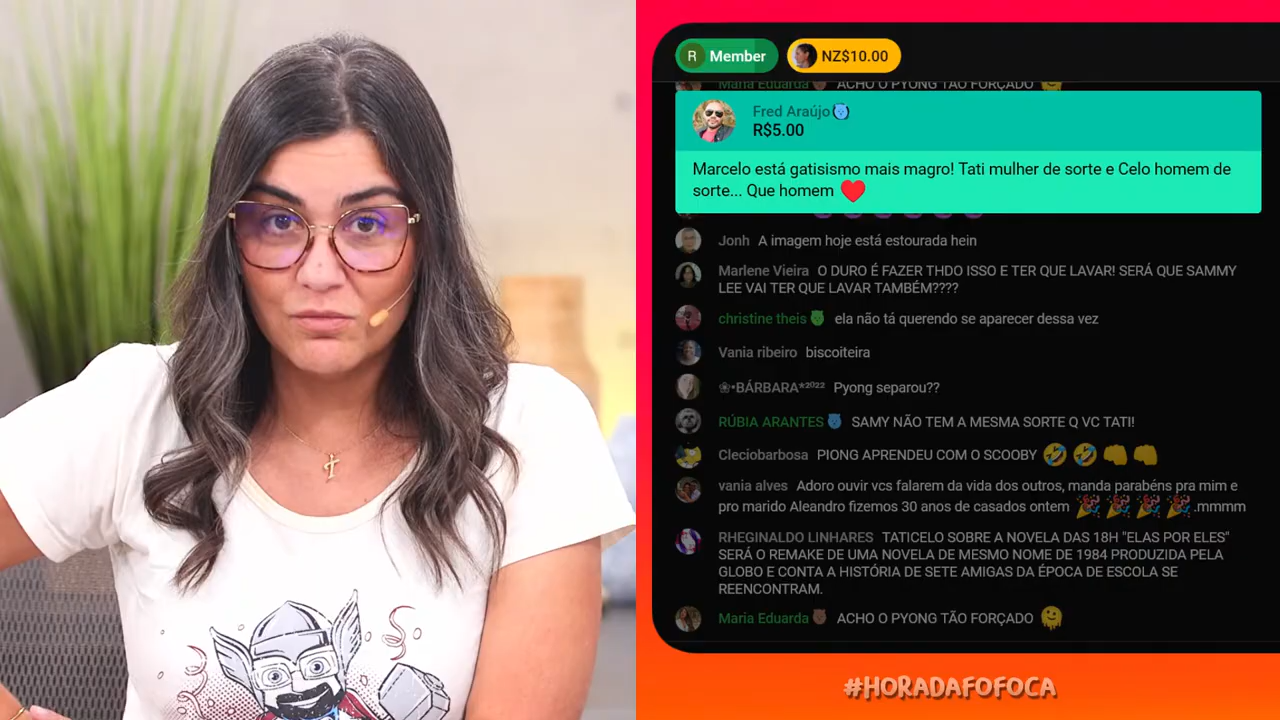 R Member
NZ$10.00
Maria Eduarda ACHO O PYONG TÃO FORÇADO
Fred Araújo
R$5.00
Marcelo está gatisismo mais magro! Tati mulher de sorte e Celo homem de
sorte... Que homem
Jonh A imagem hoje está estourada hein
Marlene Vieira O DURO É FAZER THDO ISSO E TER QUE LAVAR! SERÁ QUE SAMMY
LEE VAI TER QUE LAVAR TAMBÉM????
christine theis ela não tá querendo se aparecer dessa vez
Vania ribeiro biscoiteira
❀•BÁRBARA*²⁰²² Pyong separou??
RÚBIA ARANTES SAMY NÃO TEM A MESMA SORTE Q VC TATI!
Cleciobarbosa PIONG APRENDEU COM O SCOOBY 🤣🤣👊👊
vania alves Adoro ouvir vcs falarem da vida dos outros, manda parabéns pra mim e
pro marido Aleandro fizemos 30 anos de casados ontem 🎉🎉🎉🎉.mmmm
RHEGINALDO LINHARES TATICELO SOBRE A NOVELA DAS 18H "ELAS POR ELES"
SERÁ O REMAKE DE UMA NOVELA DE MESMO NOME DE 1984 PRODUZIDA PELA
GLOBO E CONTA A HISTÓRIA DE SETE AMIGAS DA ÉPOCA DE ESCOLA SE
REENCONTRAM.
Maria Eduarda ACHO O PYONG TÃO FORÇADO
#HORADAFOFOCA